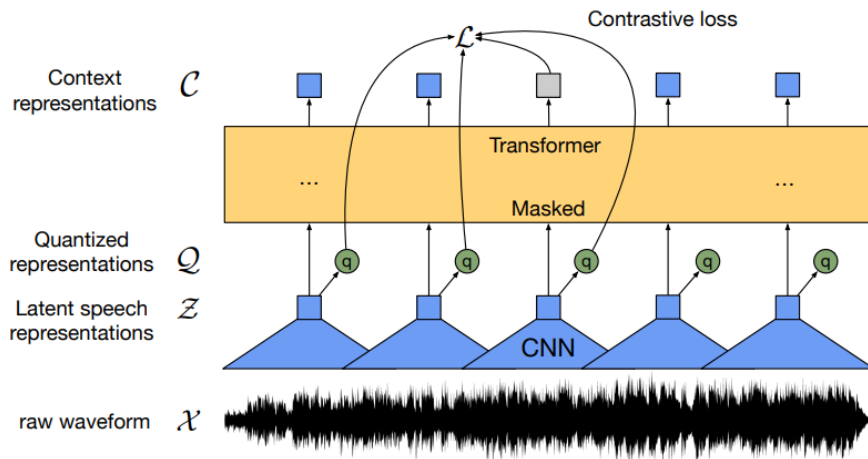 Contrastive loss
ℒ
Context
representations 𝒞
Transformer
... ...
Masked
Quantized
representations 𝒬
q q q q q
Latent speech
representations 𝒵
CNN
raw waveform 𝒳